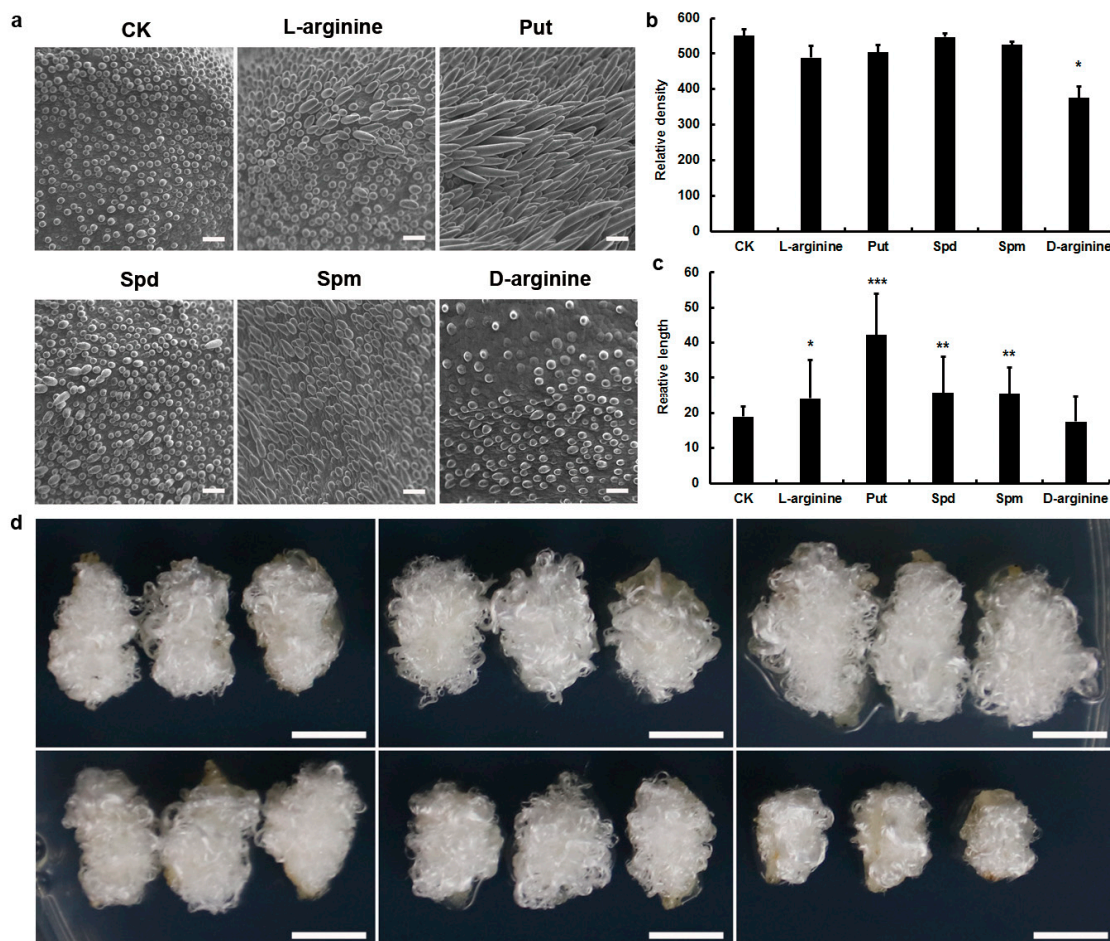 a
CK
L-arginine
Put
Spd
Spm
D-arginine
b
Relative density
600
500
400
300
200
100
0
*
CK
L-arginine
Put
Spd
Spm
D-arginine
c
Relative length
60
50
40
30
20
10
0
*
***
**
**
CK
L-arginine
Put
Spd
Spm
D-arginine
d